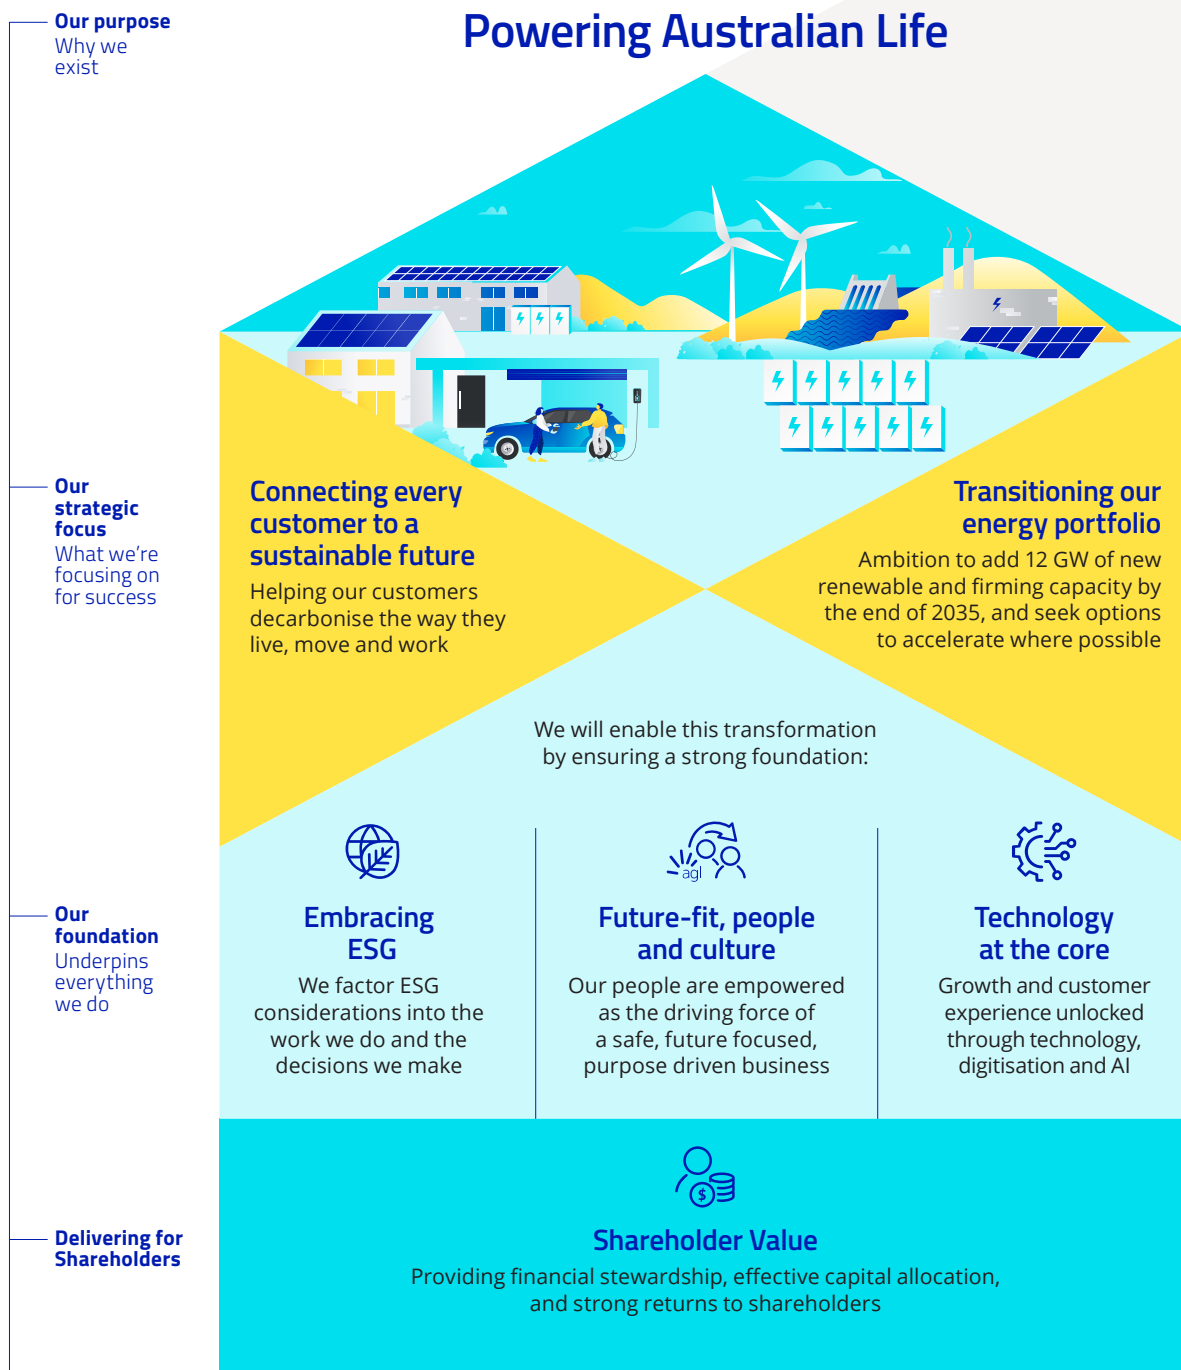 Our purpose
Why we
exist
Powering Australian Life
Our
strategic
focus
What we're
focusing on
for success
Connecting every
customer to a
sustainable future
Helping our customers
decarbonise the way they
live, move and work
Transitioning our
energy portfolio
Ambition to add 12 GW of new
renewable and firming capacity by
the end of 2035, and seek options
to accelerate where possible
We will enable this transformation
by ensuring a strong foundation:
Our
foundation
Underpins
everything
we do
Embracing
ESG
We factor ESG
considerations into the
work we do and the
decisions we make
agl
Future-fit, people
and culture
Our people are empowered
as the driving force of
a safe, future focused,
purpose driven business
Technology
at the core
Growth and customer
experience unlocked
through technology,
digitisation and AI
Delivering for
Shareholders
$
Shareholder Value
Providing financial stewardship, effective capital allocation,
and strong returns to shareholders